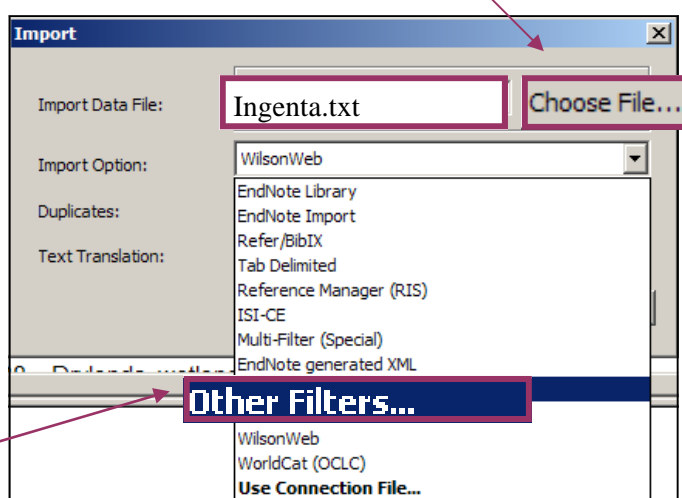 Import
Import Data File: Ingenta.txt Choose File...
Import Option: WilsonWeb
EndNote Library
Duplicates: EndNote Import
Refer/BibIX
Text Translation: Tab Delimited
Reference Manager (RIS)
ISI-CE
Multi-Filter (Special)
EndNote generated XML
Other Filters...
WilsonWeb
WorldCat (OCLC)
Use Connection File...